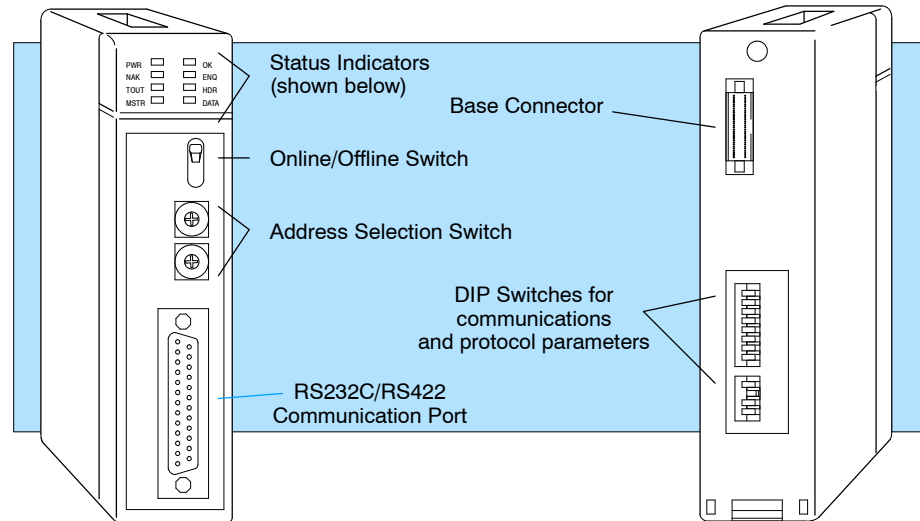 PWR OK
NAK ENQ
TOUT HDR
MSTR DATA
Status Indicators
(shown below)
Online/Offline Switch
Address Selection Switch
RS232C/RS422
Communication Port
Base Connector
DIP Switches for
communications
and protocol parameters